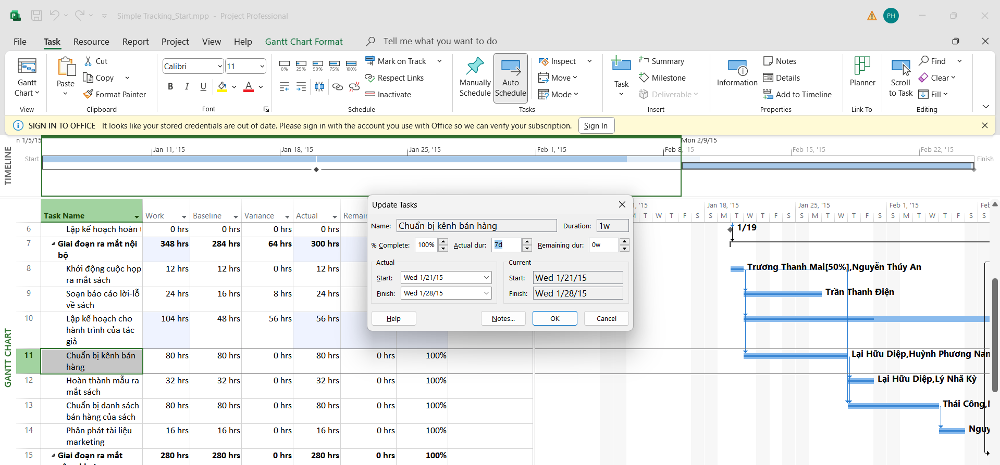 Simple Tracking_Start.mpp - Project Professional
PH
File Task Resource Report Project View Help Gantt Chart Format Tell me what you want to do
Gantt Chart
View
Paste
Cut
Copy
Format Painter
Clipboard
Calibri 11
B I U A
Font
0% 25% 50% 75% 100%
Mark on Track
Respect Links
Inactivate
Schedule
Manually Schedule
Auto Schedule
Inspect
Move
Mode
Tasks
Task
Summary
Milestone
Deliverable
Insert
Information
Notes
Details
Add to Timeline
Properties
Planner
Link To
Scroll to Task
Find
Clear
Fill
Editing
SIGN IN TO OFFICE It looks like your stored credentials are out of date. Please sign in with the account you use with Office so we can verify your subscription. Sign In
TIMELINE
n 1/5/15 Mon 2/9/15
Jan 11, '15 Jan 18, '15 Jan 25, '15 Feb 1, '15 Feb 8, '15 Feb 15, '15 Feb 22, '15
Start Finish
GANTT CHART
Task Name Work Baseline Variance Actual Remain
6 Lập kế hoạch hoàn t 0 hrs 0 hrs 0 hrs 0 hrs
7 Giai đoạn ra mắt nội bộ 348 hrs 284 hrs 64 hrs 300 hrs
8 Khởi động cuộc họp ra mắt sách 12 hrs 12 hrs 0 hrs 12 hrs
9 Soạn báo cáo lời-lỗ về sách 24 hrs 16 hrs 8 hrs 24 hrs
10 Lập kế hoạch cho hành trình của tác giả 104 hrs 48 hrs 56 hrs 56 hrs
11 Chuẩn bị kênh bán hàng 80 hrs 80 hrs 0 hrs 80 hrs 0 hrs 100%
12 Hoàn thành mẫu ra mắt sách 32 hrs 32 hrs 0 hrs 32 hrs 0 hrs 100%
13 Chuẩn bị danh sách bán hàng của sách 80 hrs 80 hrs 0 hrs 80 hrs 0 hrs 100%
14 Phân phát tài liệu marketing 16 hrs 16 hrs 0 hrs 16 hrs 0 hrs 100%
15 Giai đoạn ra mắt 280 hrs 280 hrs 0 hrs 280 hrs 0 hrs 100%
Update Tasks
Name: Chuẩn bị kênh bán hàng Duration: 1w
% Complete: 100% Actual dur: 7d Remaining dur: 0w
Actual
Start: Wed 1/21/15
Finish: Wed 1/28/15
Current
Start: Wed 1/21/15
Finish: Wed 1/28/15
Help Notes... OK Cancel
, '15 Jan 18, '15 Jan 25, '15 Feb 1, '15 Feb
M T W T F S S M T W T F S S M T W T F S S M T W T F S S
1/19
Trương Thanh Mai[50%],Nguyễn Thúy An
Trần Thanh Điện
Lại Hữu Diệp,Huỳnh Phương Nam
Lại Hữu Diệp,Lý Nhã Kỳ
Thái Công,
Nguy